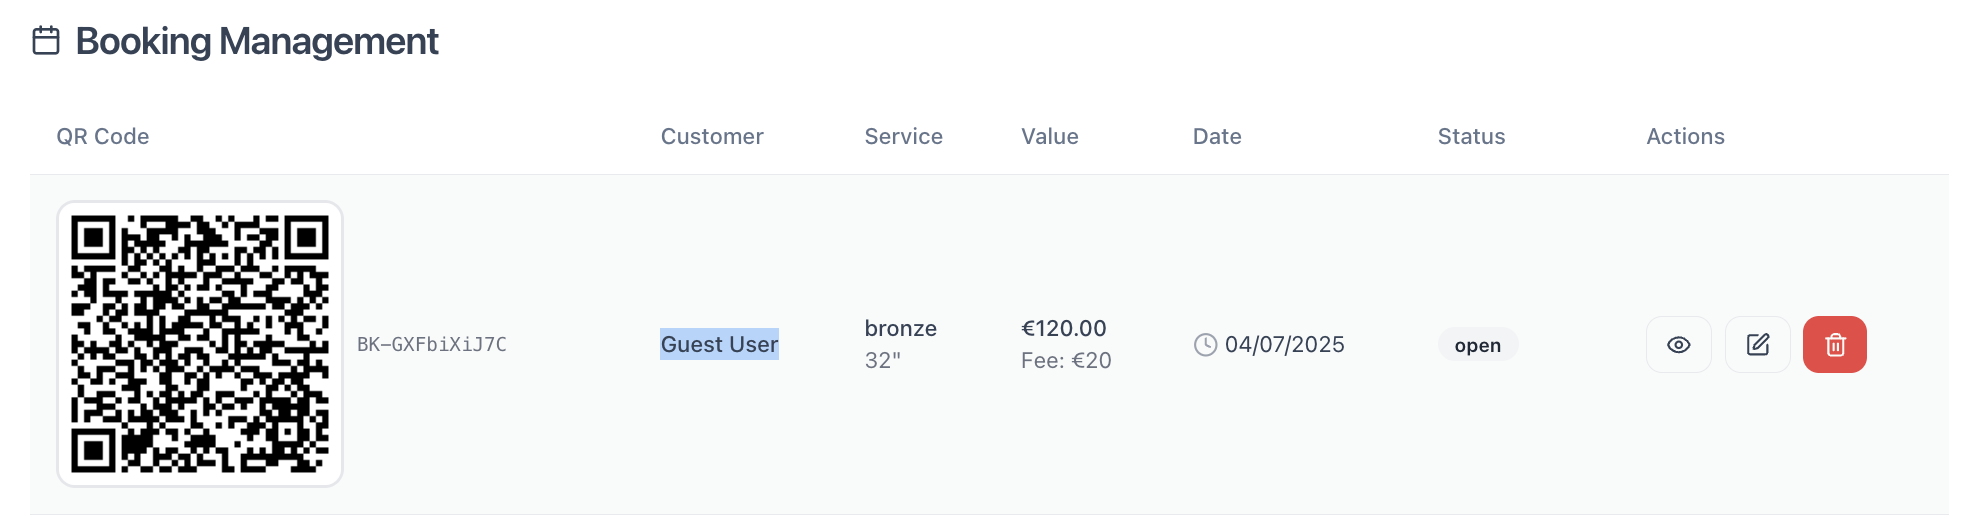 Booking Management
QR Code Customer Service Value Date Status Actions
BK-GXFbiXiJ7C Guest User bronze €120.00 04/07/2025 open
32" Fee: €20